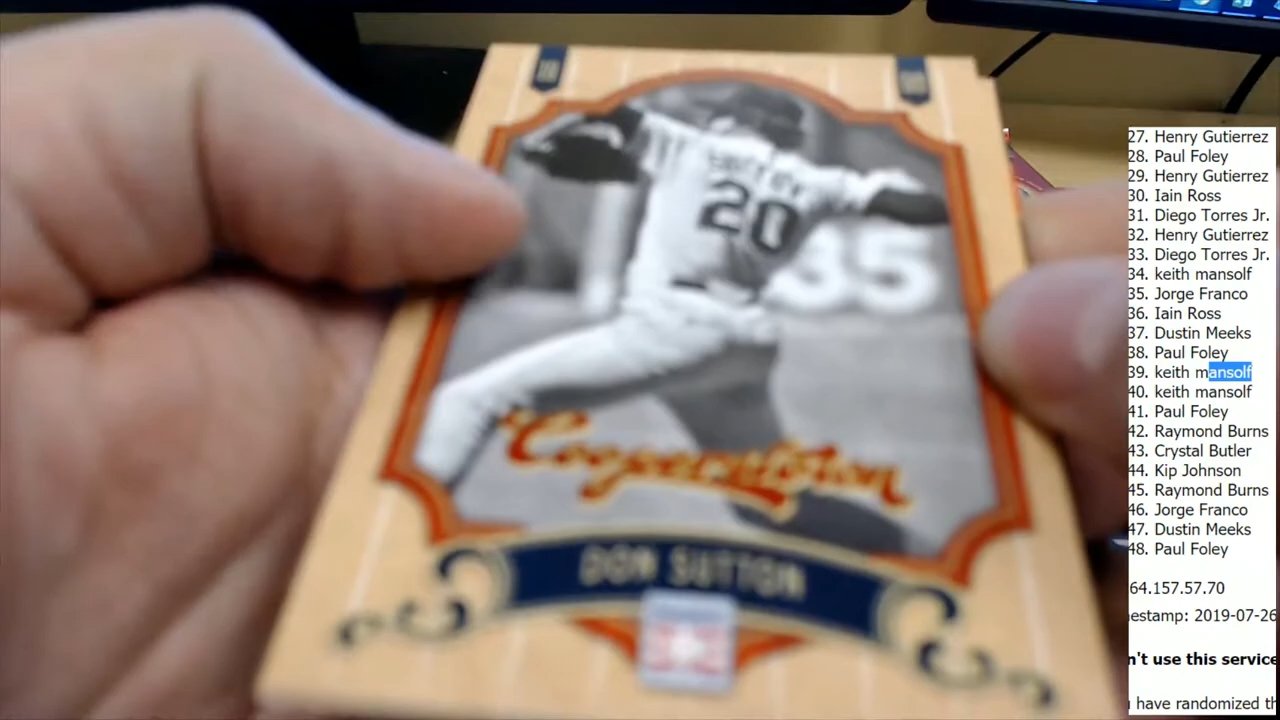 SUTTON
20
35
Cooperstown
DON SUTTON
27. Henry Gutierrez
28. Paul Foley
29. Henry Gutierrez
30. Iain Ross
31. Diego Torres Jr.
32. Henry Gutierrez
33. Diego Torres Jr.
34. keith mansolf
35. Jorge Franco
36. Iain Ross
37. Dustin Meeks
38. Paul Foley
39. keith mansolf
40. keith mansolf
41. Paul Foley
42. Raymond Burns
43. Crystal Butler
44. Kip Johnson
45. Raymond Burns
46. Jorge Franco
47. Dustin Meeks
48. Paul Foley
64.157.57.70
estamp: 2019-07-26
n't use this service
have randomized th